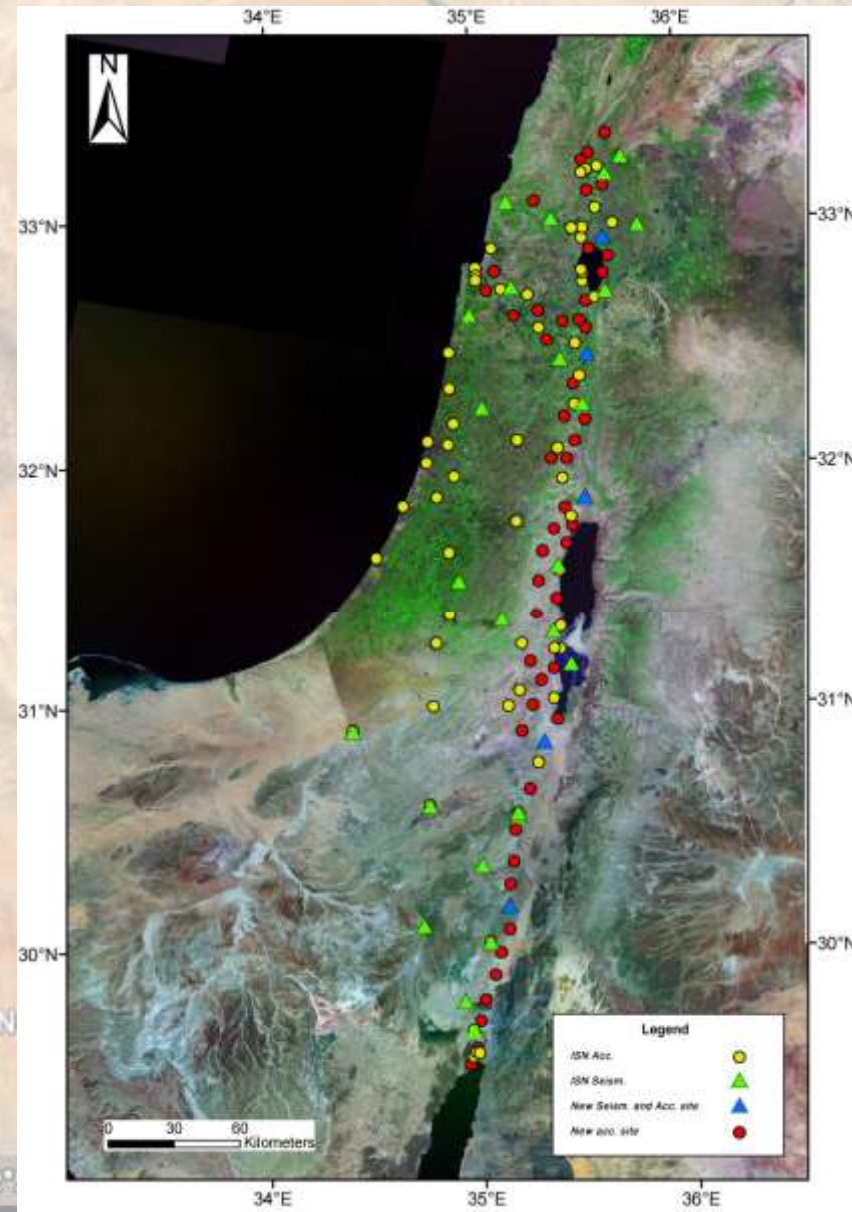 34°E 35°E 36°E
N
33°N 33°N
32°N 32°N
31°N 31°N
30°N 30°N
Legend
ISN Acc.
ISN Seism.
New Seism. and Acc site
New acc. site
0 30 60
Kilometers
34°E 35°E 36°E
N